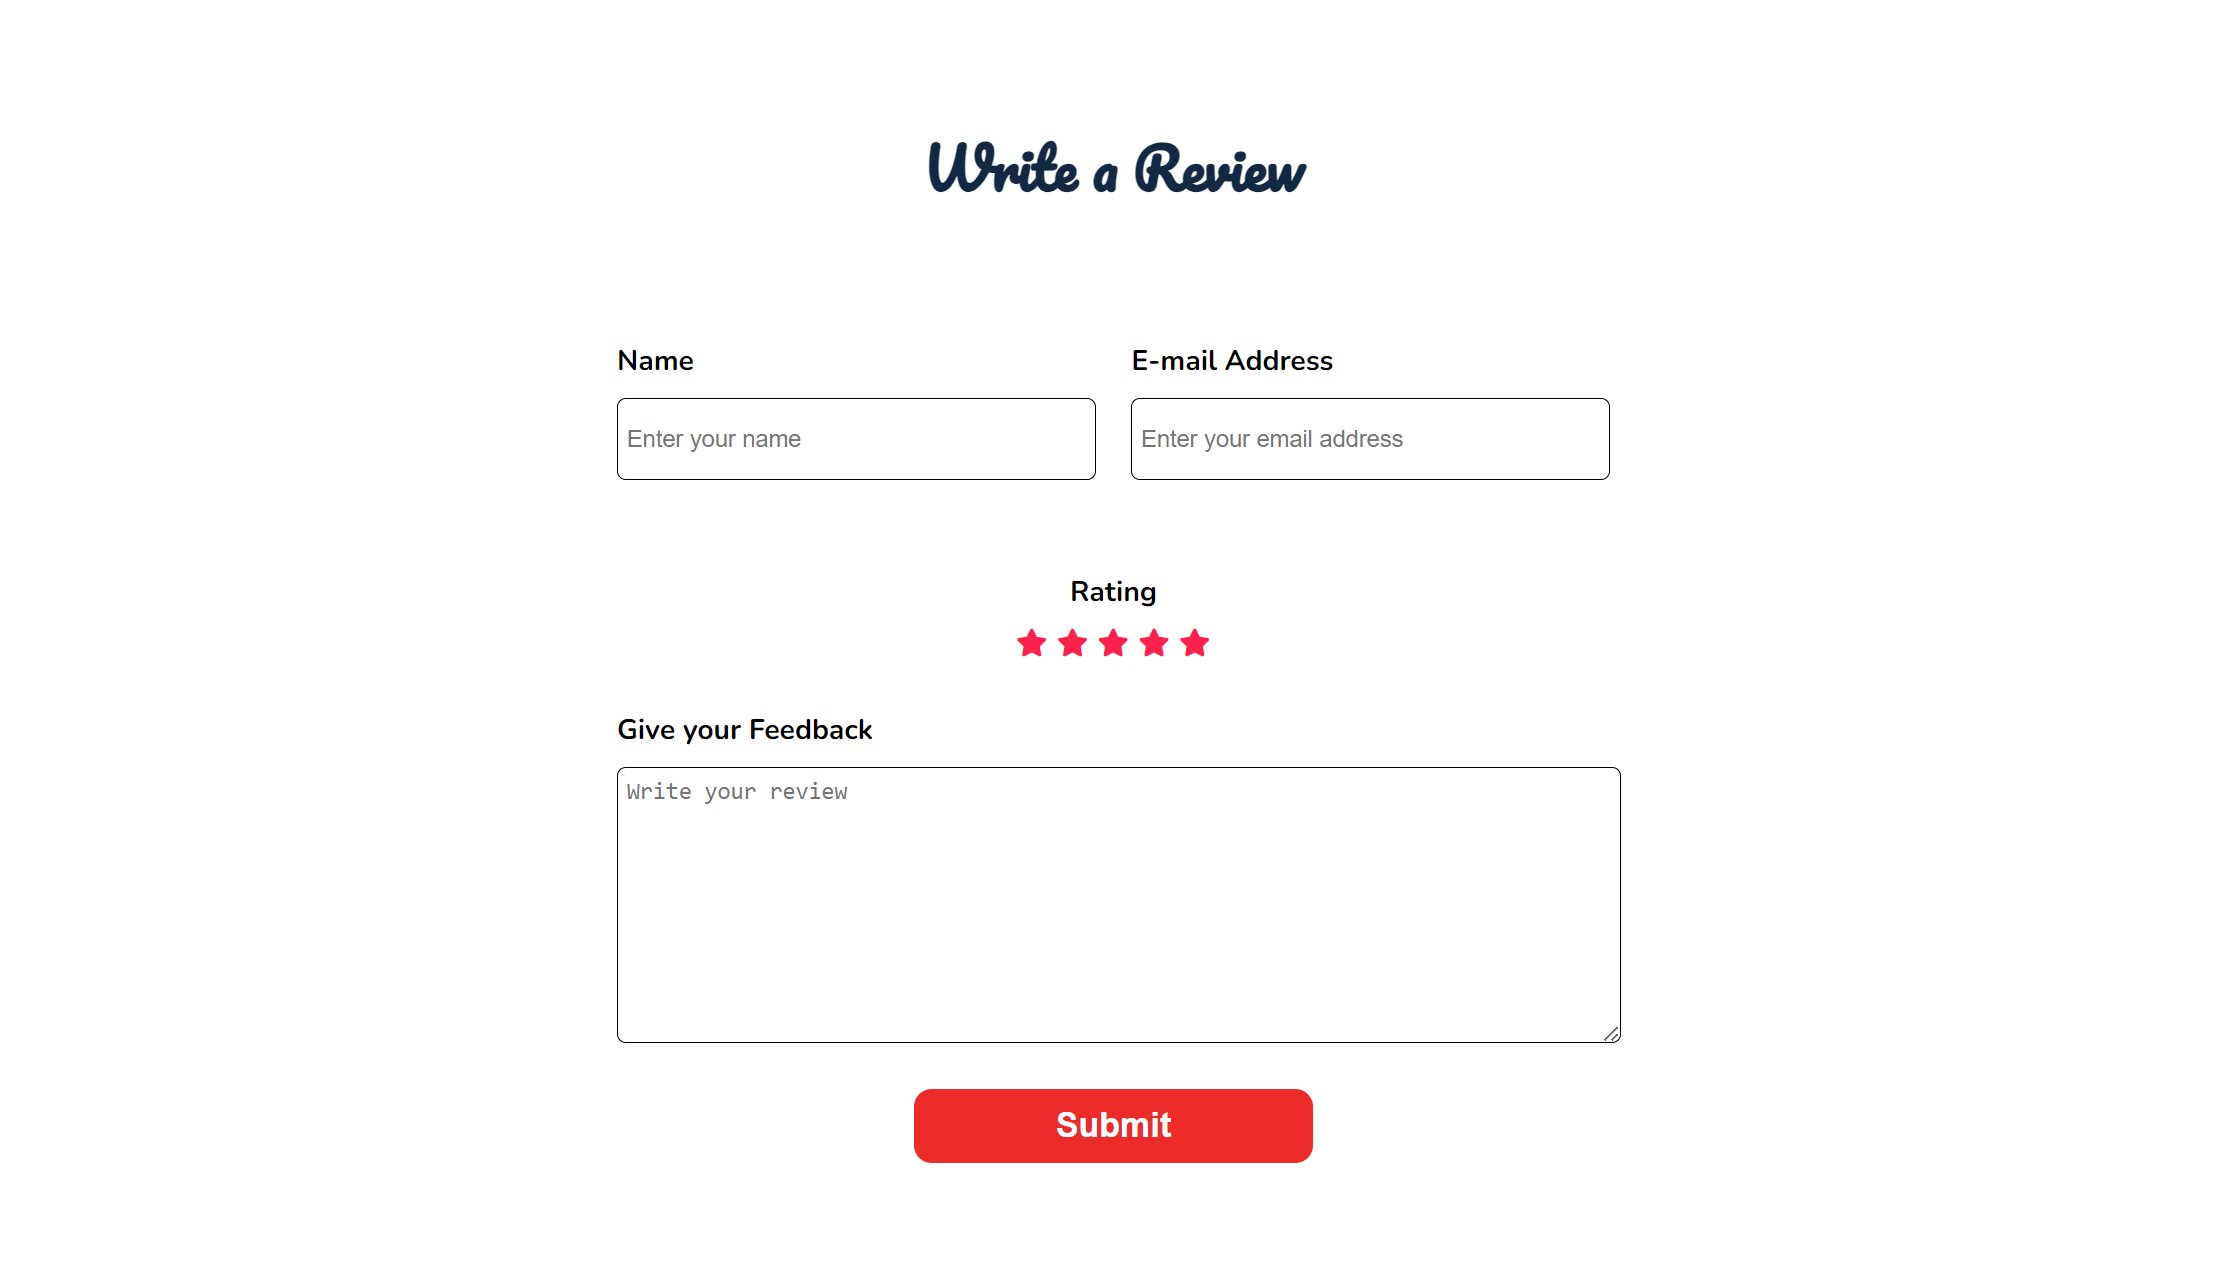 Write a Review
Name
E-mail Address
Enter your name
Enter your email address
Rating
Give your Feedback
Write your review
Submit